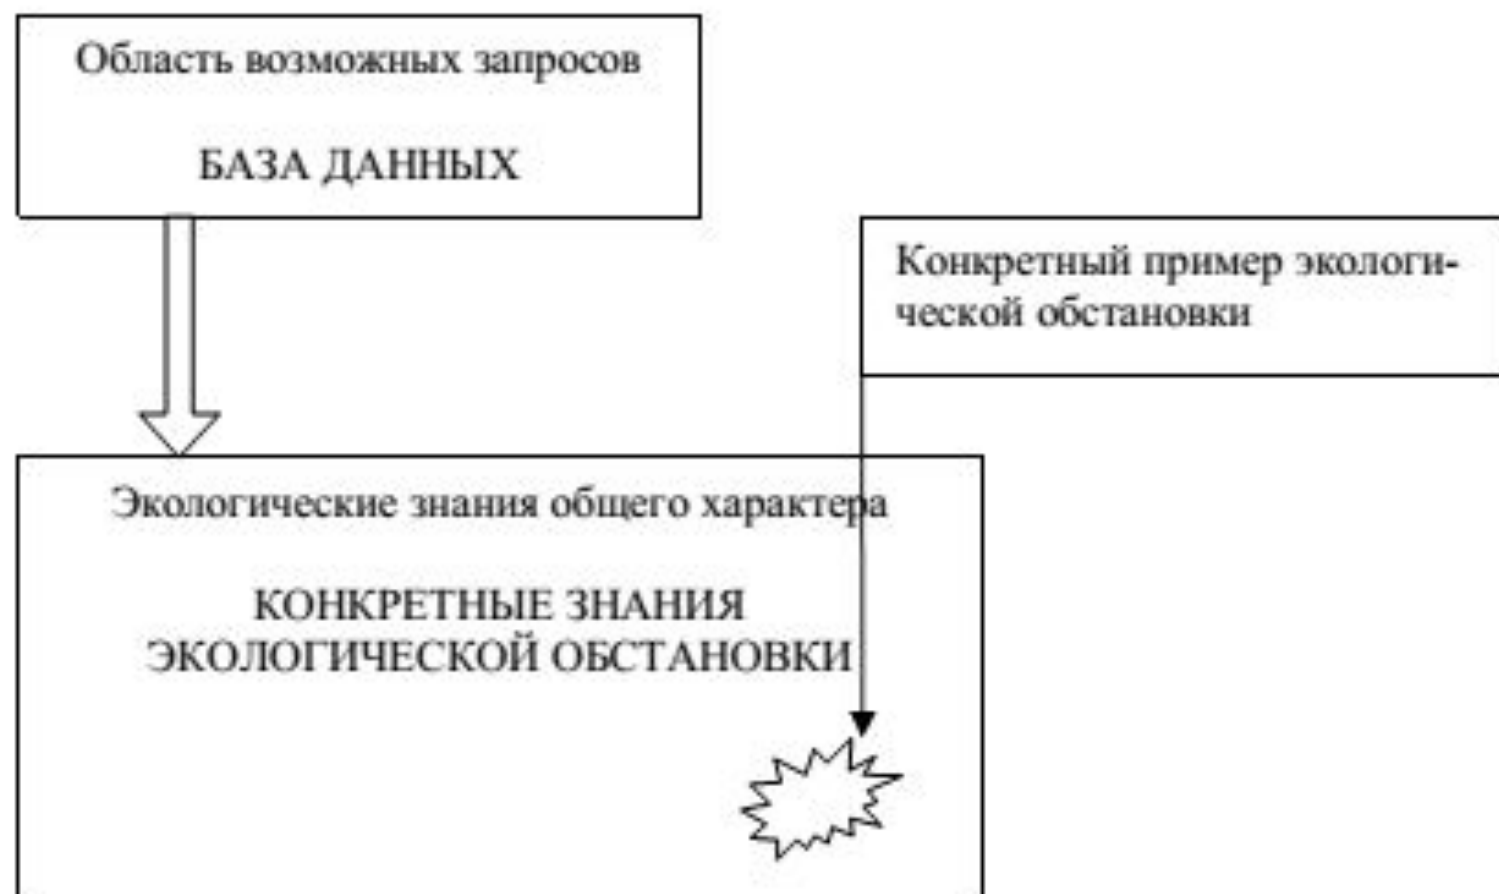 Область возможных запросов
БАЗА ДАННЫХ
Конкретный пример экологи-
ческой обстановки
Экологические знания общего характера
КОНКРЕТНЫЕ ЗНАНИЯ
ЭКОЛОГИЧЕСКОЙ ОБСТАНОВКИ